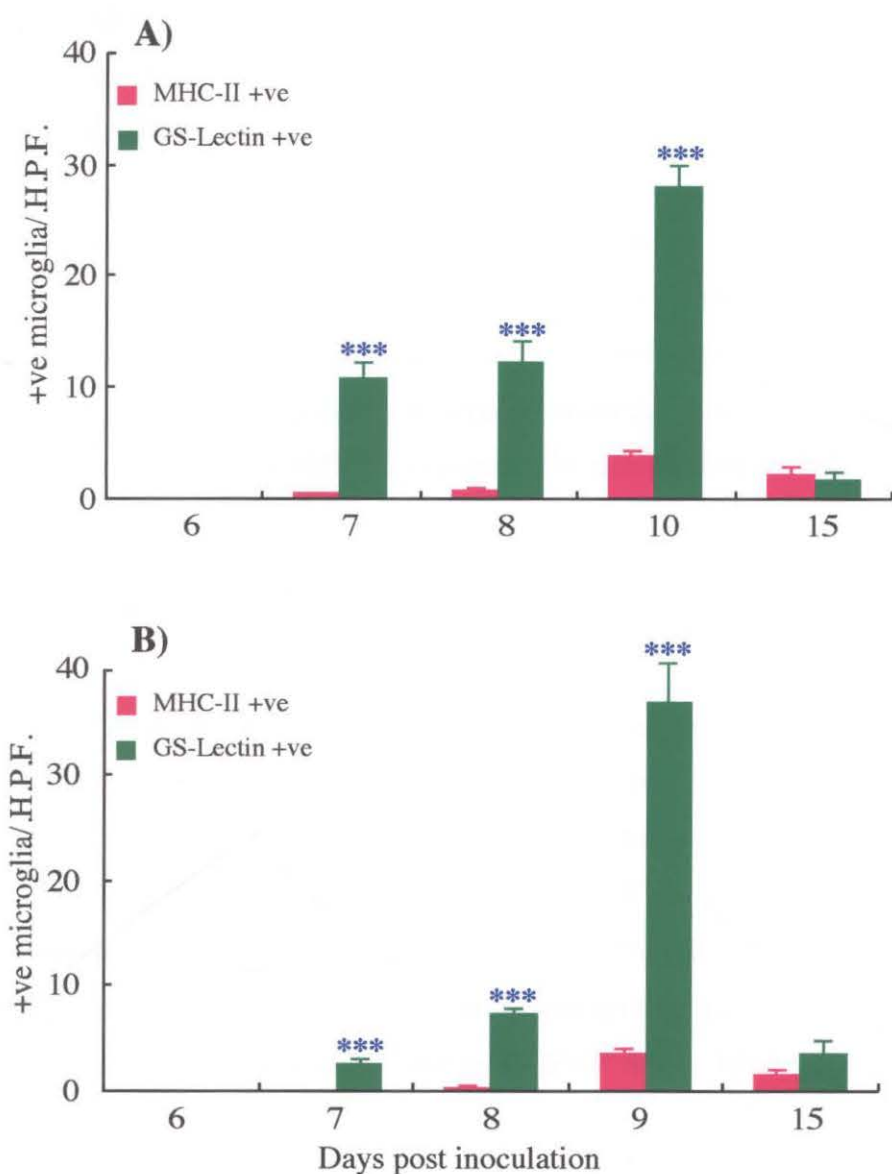 A)
40
MHC-II +ve
GS-Lectin +ve
30
20
10
0
+ve microglia/.H.P.F.
***
***
***
6 7 8 10 15
B)
40
MHC-II +ve
GS-Lectin +ve
30
20
10
0
+ve microglia/.H.P.F.
***
***
***
6 7 8 9 15
Days post inoculation